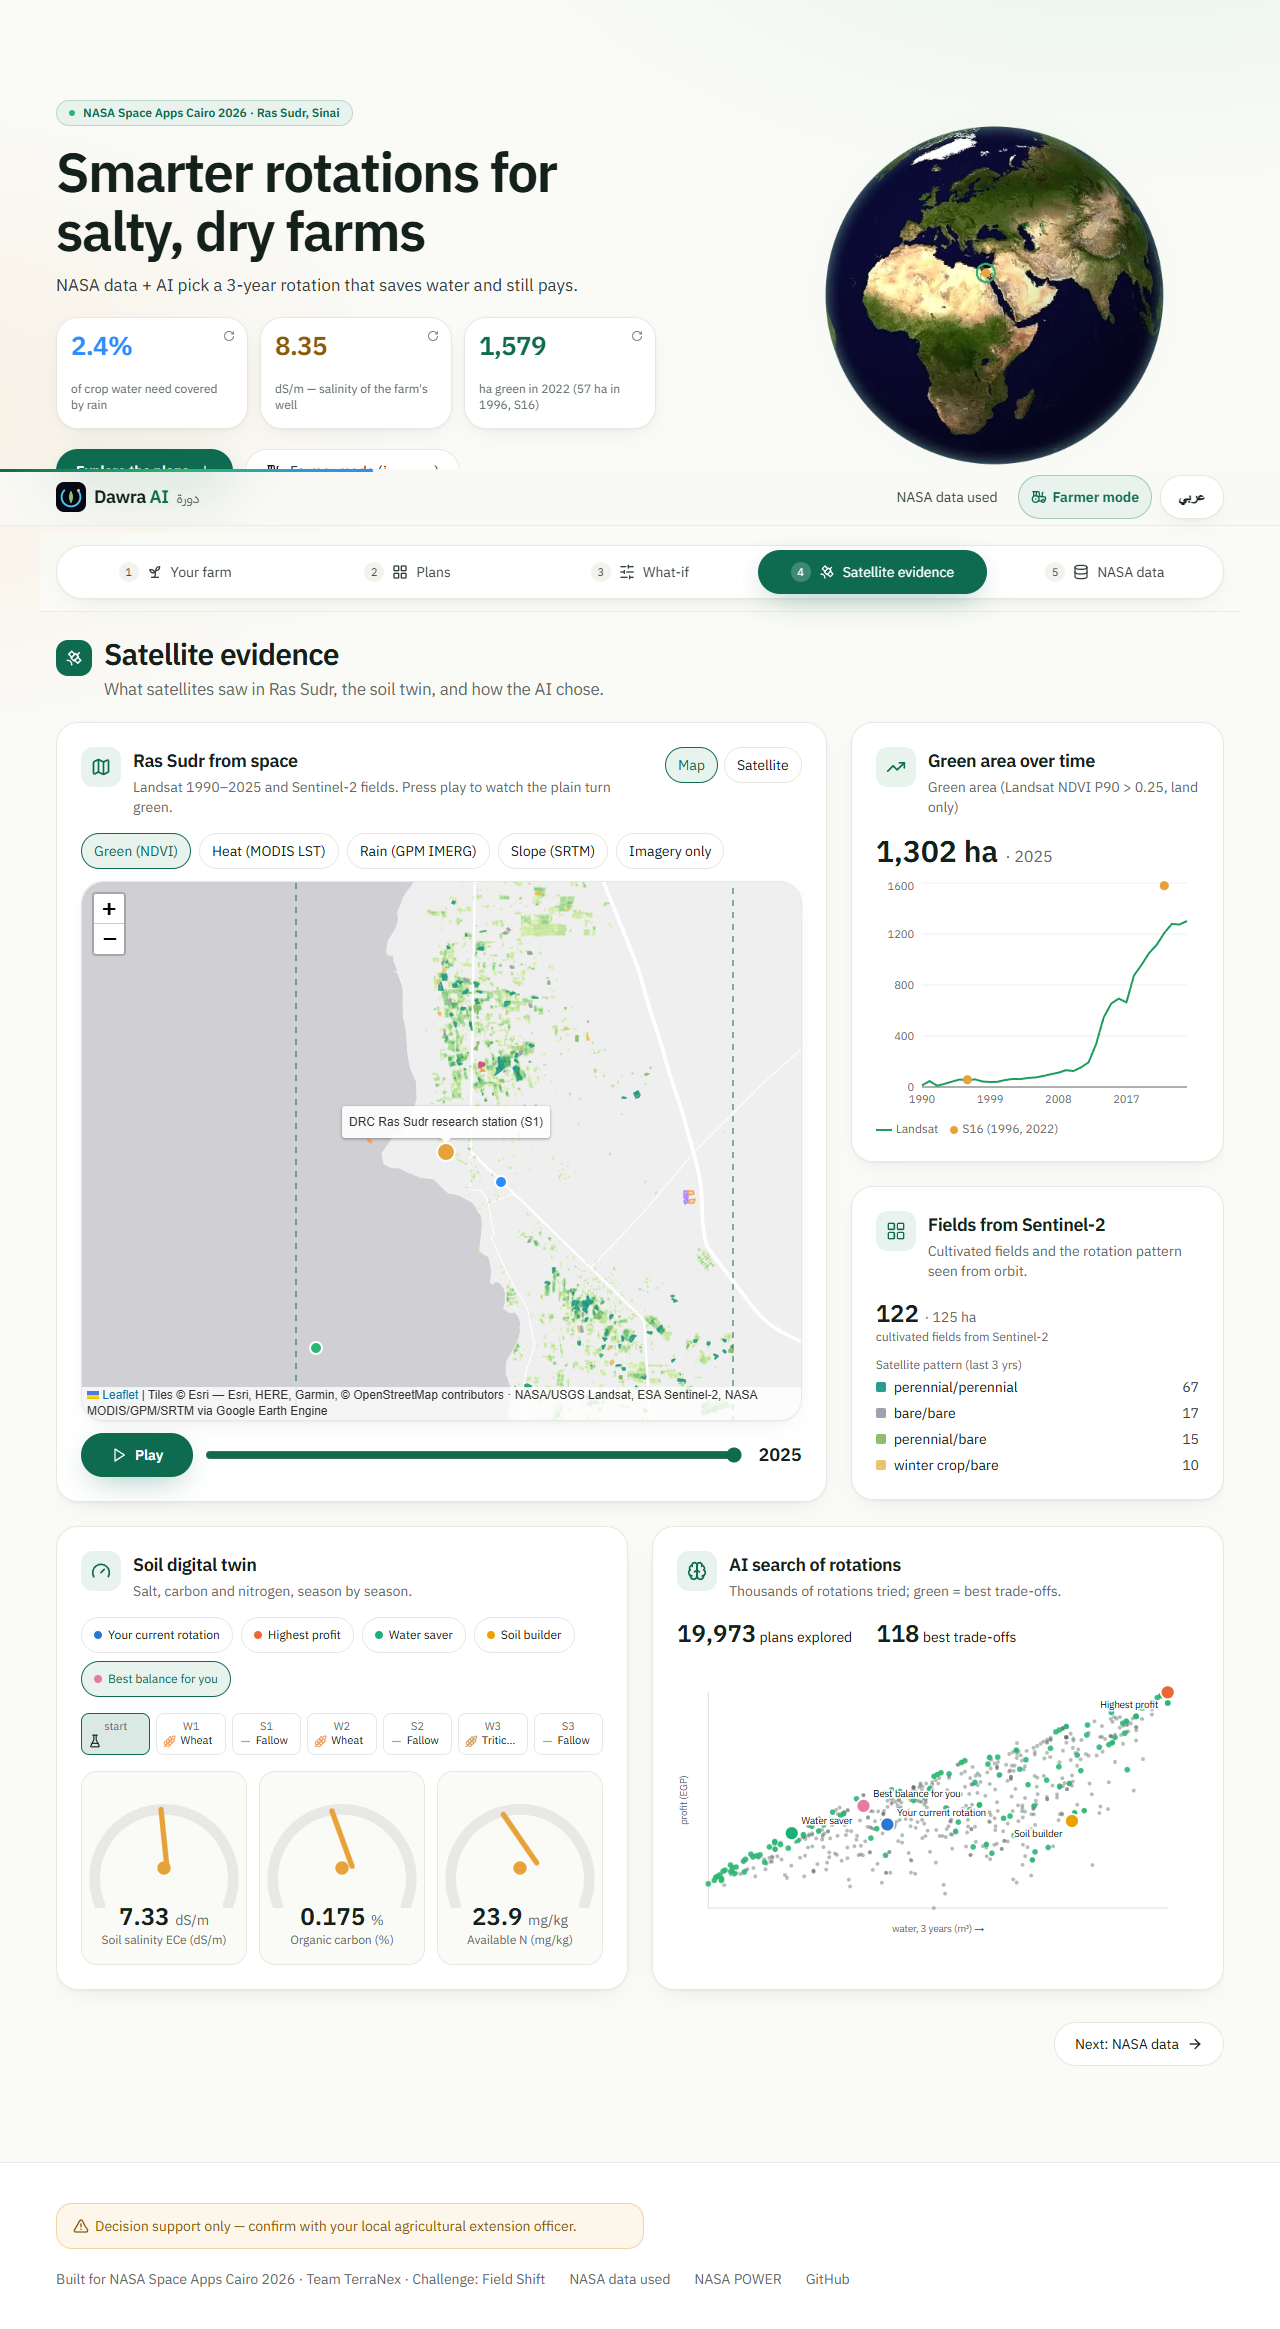 NASA Space Apps Cairo 2026 · Ras Sudr, Sinai
Smarter rotations for
salty, dry farms
NASA data + AI pick a 3-year rotation that saves water and still pays.
2.4%
of crop water need covered
by rain
8.35
dS/m — salinity of the farm's
well
1,579
ha green in 2022 (57 ha in
1996, S16)
Dawra AI دورة
NASA data used
Farmer mode
عربي
1 Your farm
2 Plans
3 What-if
4 Satellite evidence
5 NASA data
Satellite evidence
What satellites saw in Ras Sudr, the soil twin, and how the AI chose.
Ras Sudr from space
Landsat 1990–2025 and Sentinel-2 fields. Press play to watch the plain turn
green.
Map
Satellite
Green (NDVI)
Heat (MODIS LST)
Rain (GPM IMERG)
Slope (SRTM)
Imagery only
+
−
DRC Ras Sudr research station (S1)
Leaflet | Tiles © Esri — Esri, HERE, Garmin, © OpenStreetMap contributors · NASA/USGS Landsat, ESA Sentinel-2, NASA
MODIS/GPM/SRTM via Google Earth Engine
Play
2025
Green area over time
Green area (Landsat NDVI P90 > 0.25, land
only)
1,302 ha · 2025
1600
1200
800
400
0
1990
1999
2008
2017
Landsat
S16 (1996, 2022)
Fields from Sentinel-2
Cultivated fields and the rotation pattern
seen from orbit.
122 · 125 ha
cultivated fields from Sentinel-2
Satellite pattern (last 3 yrs)
perennial/perennial 67
bare/bare 17
perennial/bare 15
winter crop/bare 10
Soil digital twin
Salt, carbon and nitrogen, season by season.
Your current rotation
Highest profit
Water saver
Soil builder
Best balance for you
start
W1
Wheat
S1
— Fallow
W2
Wheat
S2
— Fallow
W3
Tritic...
S3
— Fallow
7.33 dS/m
Soil salinity ECe (dS/m)
0.175 %
Organic carbon (%)
23.9 mg/kg
Available N (mg/kg)
AI search of rotations
Thousands of rotations tried; green = best trade-offs.
19,973 plans explored
118 best trade-offs
profit (EGP)
Highest profit
Best balance for you
Your current rotation
Water saver
Soil builder
water, 3 years (m³) →
Next: NASA data →
Decision support only — confirm with your local agricultural extension officer.
Built for NASA Space Apps Cairo 2026 · Team TerraNex · Challenge: Field Shift
NASA data used
NASA POWER
GitHub